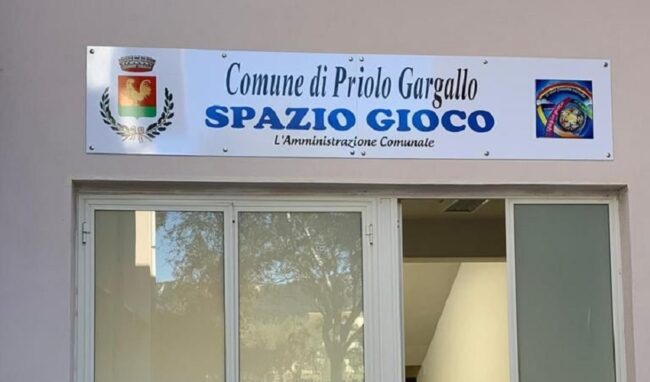 Comune di Priolo Gargallo
SPAZIO GIOCO
L'Amministrazione Comunale